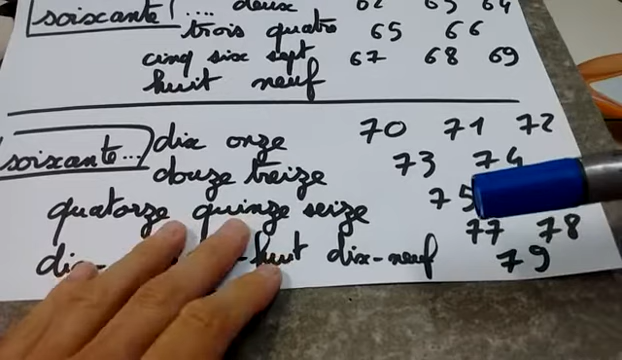 soixante .... deux 62 63 64
trois quatre 65 66
cinq six sept 67 68 69
huit neuf
soixante... dix onze 70 71 72
douze treize 73 74
quatorze quinze seize 75
77 78
-huit dix-neuf 79